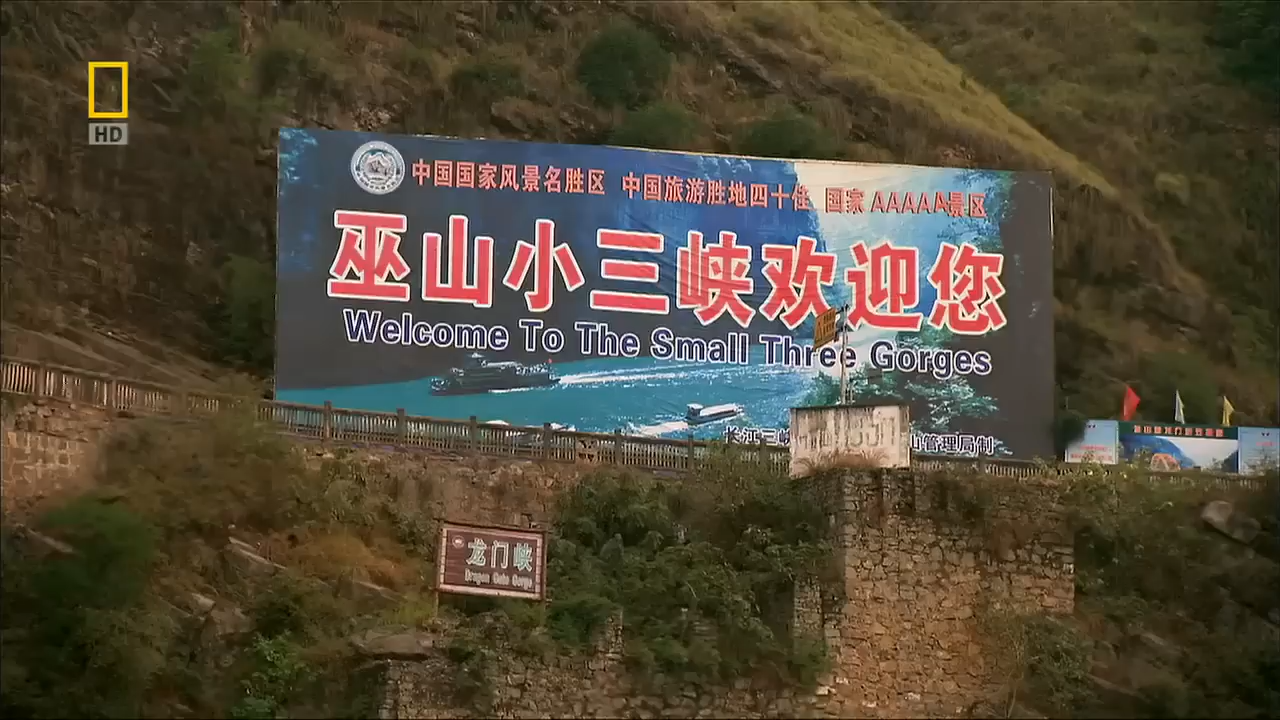 HD
中国国家风景名胜区 中国旅游胜地四十佳 国家AAAAA景区
巫山小三峡欢迎您
Welcome To The Small Three Gorges
长江三峡
山管理局制
龙门峡
Dragon Gate Gorge